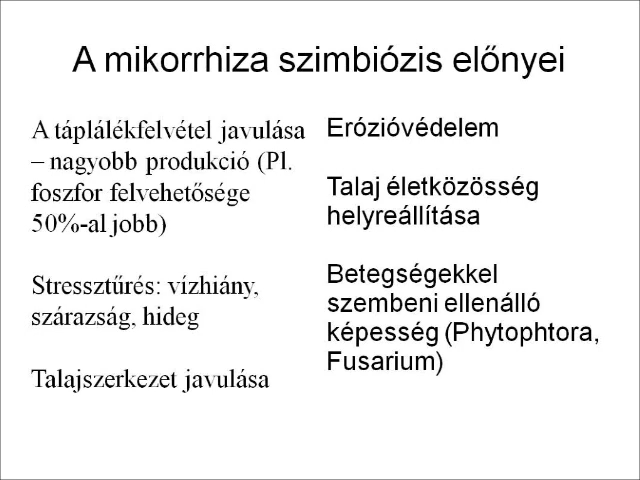 A mikorrhiza szimbiózis előnyei
A táplálékfelvétel javulása
– nagyobb produkció (Pl.
foszfor felvehetősége
50%-al jobb)
Stressztűrés: vízhiány,
szárazság, hideg
Talajszerkezet javulása
Erózióvédelem
Talaj életközösség
helyreállítása
Betegségekkel
szembeni ellenálló
képesség (Phytophtora,
Fusarium)